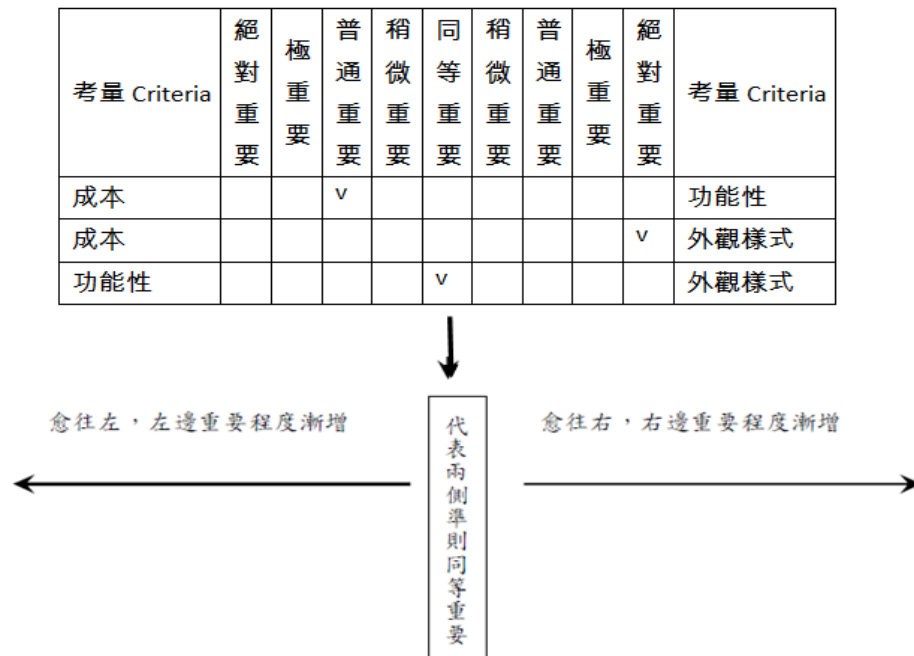 考量 Criteria 絕對重要 極重要 普通重要 稍微重要 同等重要 稍微重要 普通重要 極重要 絕對重要 考量 Criteria
成本 v 功能性
成本 v 外觀樣式
功能性 v 外觀樣式
愈往左，左邊重要程度漸增
代表兩側準則同等重要
愈往右，右邊重要程度漸增